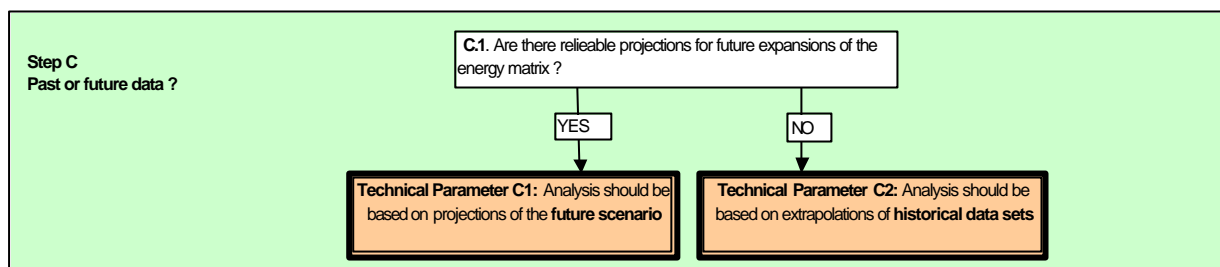 Step C
Past or future data ?
C.1. Are there relieable projections for future expansions of the
energy matrix ?
YES
NO
Technical Parameter C1: Analysis should be
based on projections of the future scenario
Technical Parameter C2: Analysis should be
based on extrapolations of historical data sets